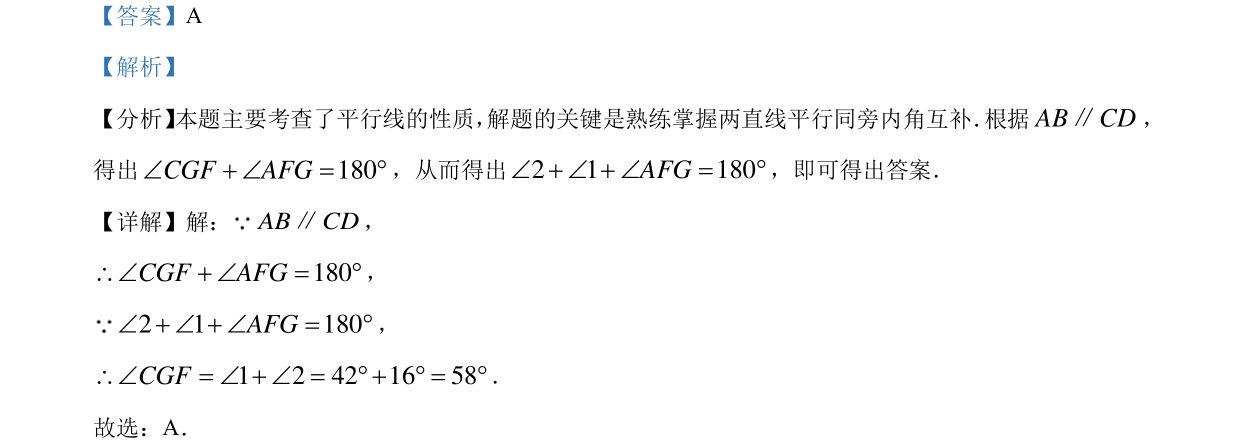 【答案】A
【解析】
【分析】本题主要考查了平行线的性质，解题的关键是熟练掌握两直线平行同旁内角互补．根据 AB∥CD，
得出∠CGF+∠AFG=180°，从而得出∠2+∠1+∠AFG=180°，即可得出答案．
【详解】解：∵AB∥CD，
∴∠CGF+∠AFG=180°，
∵∠2+∠1+∠AFG=180°，
∴∠CGF=∠1+∠2=42°+16°=58°．
故选：A．